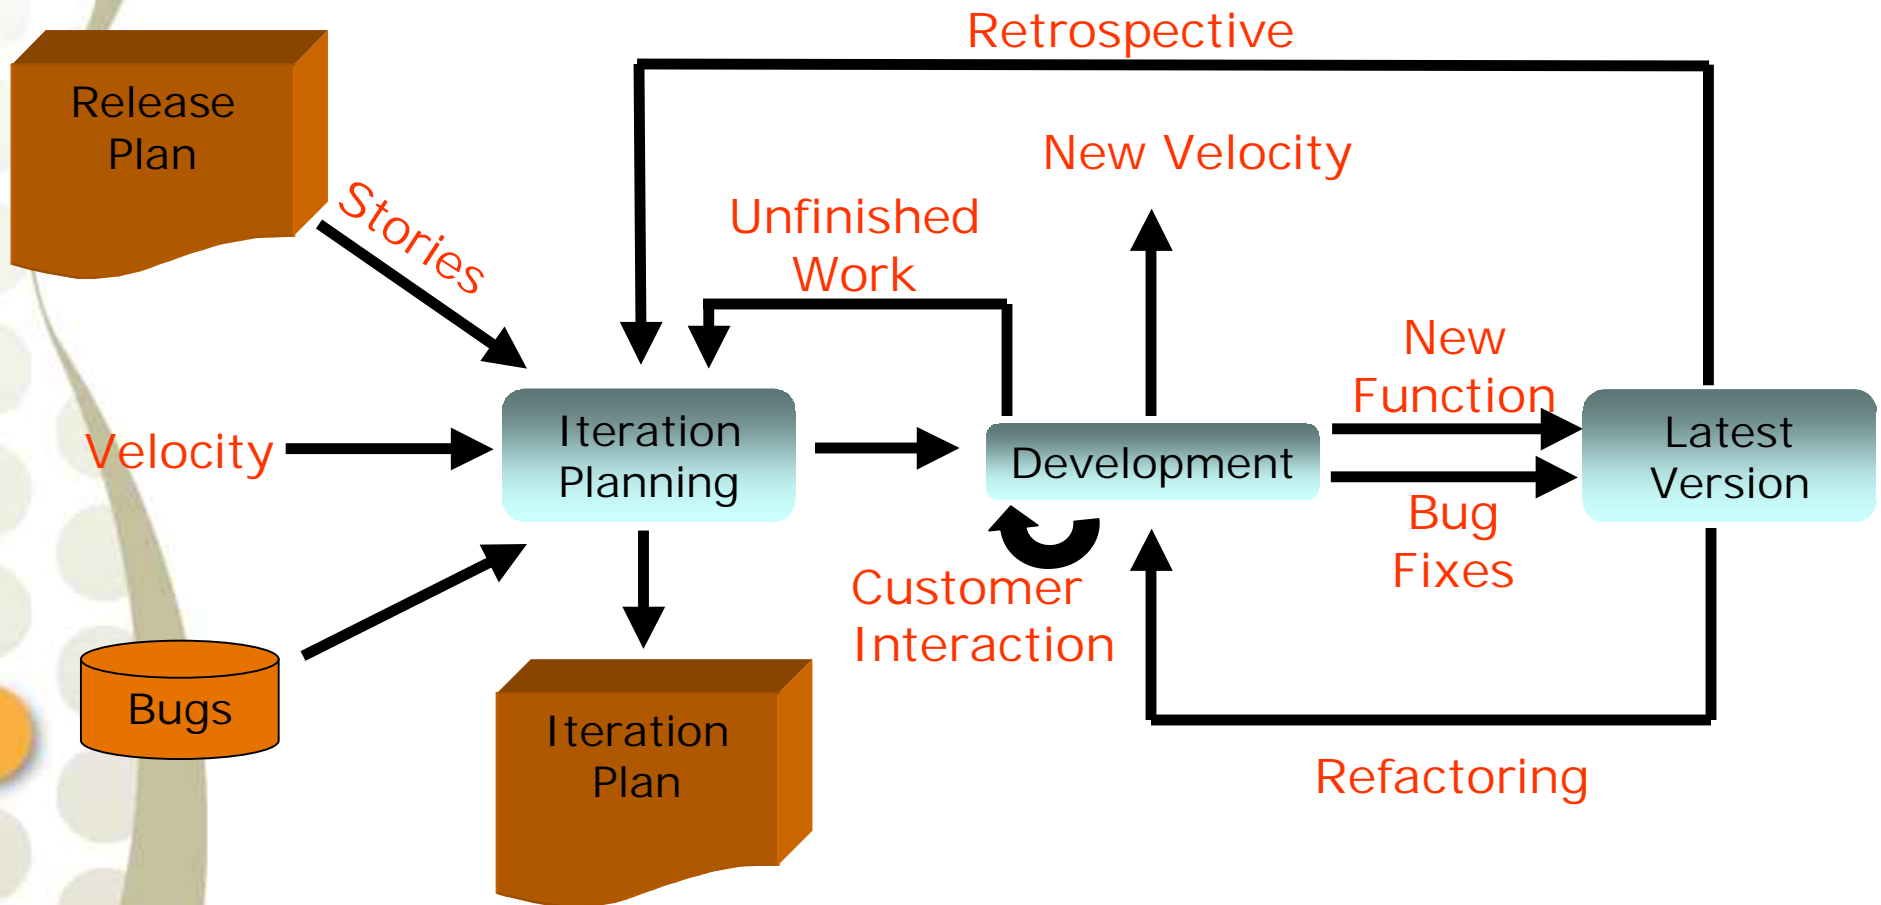 Retrospective
Release
Plan
New Velocity
Stories
Unfinished
Work
New
Function
Velocity
Iteration
Planning
Development
Latest
Version
Bug
Fixes
Customer
Interaction
Bugs
Iteration
Plan
Refactoring